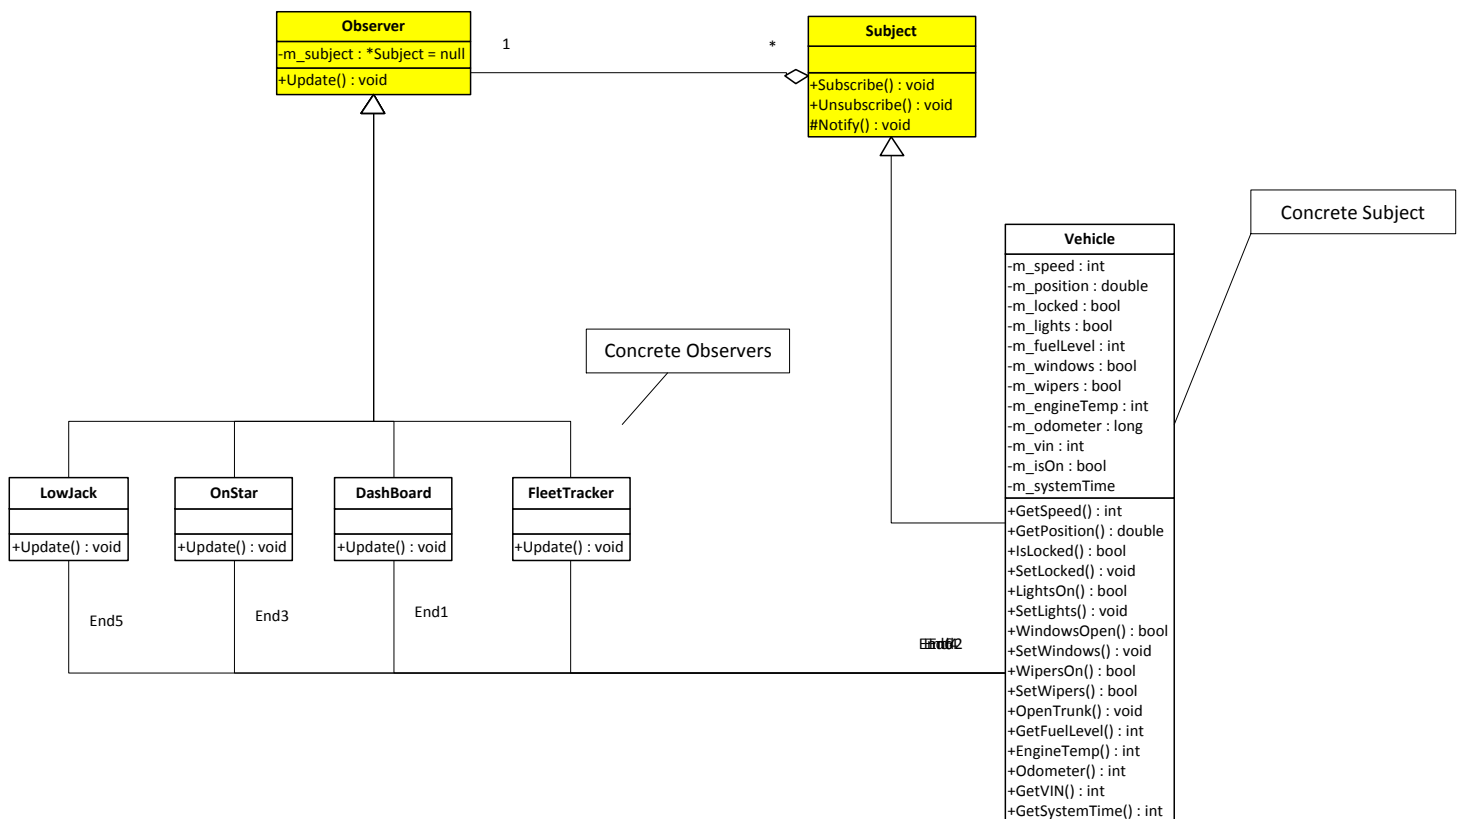 Observer
-m_subject : *Subject = null
+Update() : void
1
*
Subject
+Subscribe() : void
+Unsubscribe() : void
#Notify() : void
Concrete Subject
Vehicle
-m_speed : int
-m_position : double
-m_locked : bool
-m_lights : bool
-m_fuelLevel : int
-m_windows : bool
-m_wipers : bool
-m_engineTemp : int
-m_odometer : long
-m_vin : int
-m_isOn : bool
-m_systemTime
+GetSpeed() : int
+GetPosition() : double
+IsLocked() : bool
+SetLocked() : void
+LightsOn() : bool
+SetLights() : void
+WindowsOpen() : bool
+SetWindows() : void
+WipersOn() : bool
+SetWipers() : bool
+OpenTrunk() : void
+GetFuelLevel() : int
+EngineTemp() : int
+Odometer() : int
+GetVIN() : int
+GetSystemTime() : int
Concrete Observers
LowJack
+Update() : void
OnStar
+Update() : void
DashBoard
+Update() : void
FleetTracker
+Update() : void
End5
End3
End1